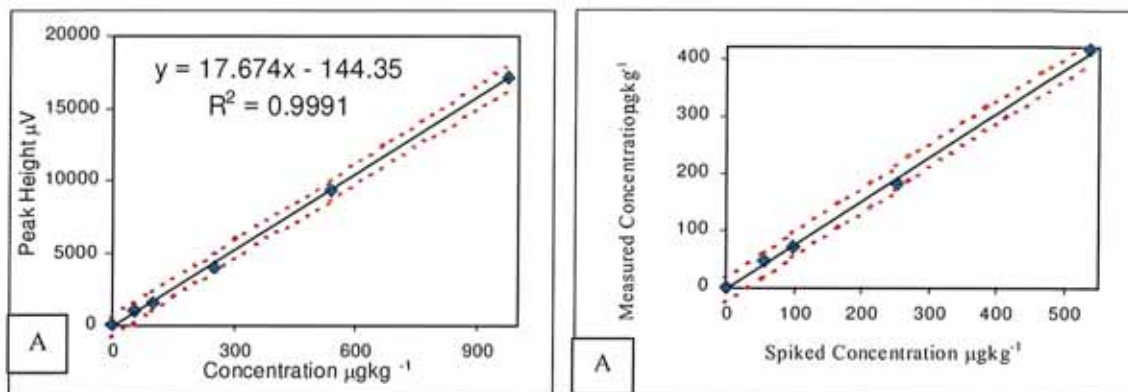 20000
15000
10000
5000
0
Peak Height µV
y = 17.674x - 144.35
R² = 0.9991
0 300 600 900
Concentration µgkg⁻¹
A
400
300
200
100
0
Measured Concentrationµgkg⁻¹
0 100 200 300 400 500
Spiked Concentration µgkg⁻¹
A